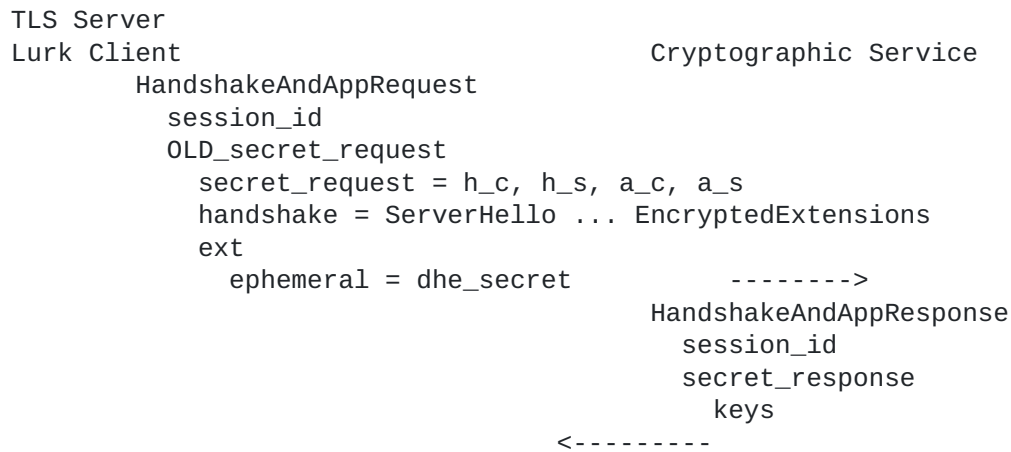 TLS Server
Lurk Client Cryptographic Service
HandshakeAndAppRequest
session_id
OLD_secret_request
secret_request = h_c, h_s, a_c, a_s
handshake = ServerHello ... EncryptedExtensions
ext
ephemeral = dhe_secret -------->
HandshakeAndAppResponse
session_id
secret_response
keys
<---------